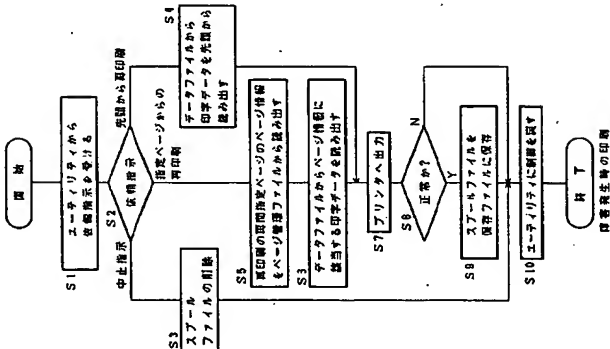 開始
S1
ユーティリティから
依頼指示を受ける
S2
依頼指示
中止指示
指定ページからの
再印刷
先頭から再印刷
S3
スプール
ファイルの削除
S4
データファイルから
印字データを先頭から
読み出す
S5
再印刷の開間指定ページのページ情報
をページ管理ファイルから読み出す
S3
データファイルからページ情報に
該当する印字データを読み出す
S7
プリンタへ出力
S8
正常か?
N
Y
S9
スプールファイルを
保存ファイルに保存
S10
ユーティリティに制御を戻す
終了
障害発生時の印刷